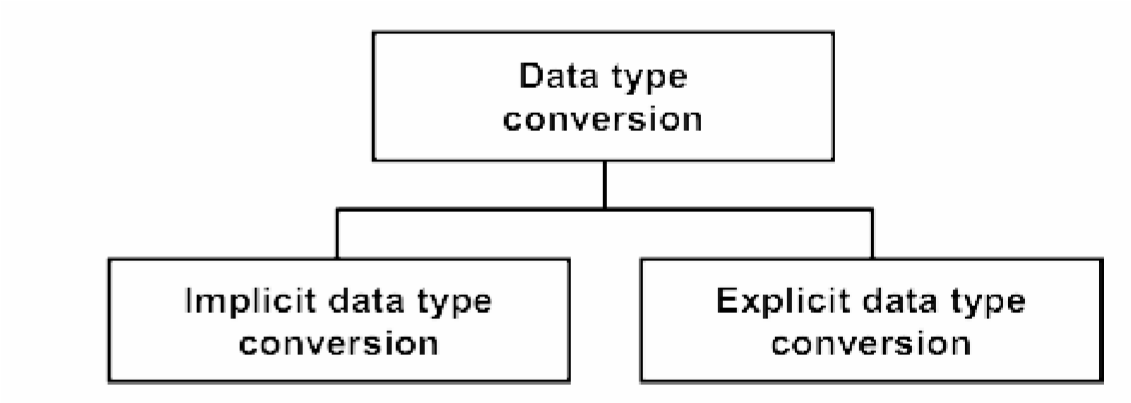 Data type
conversion
Implicit data type
conversion
Explicit data type
conversion